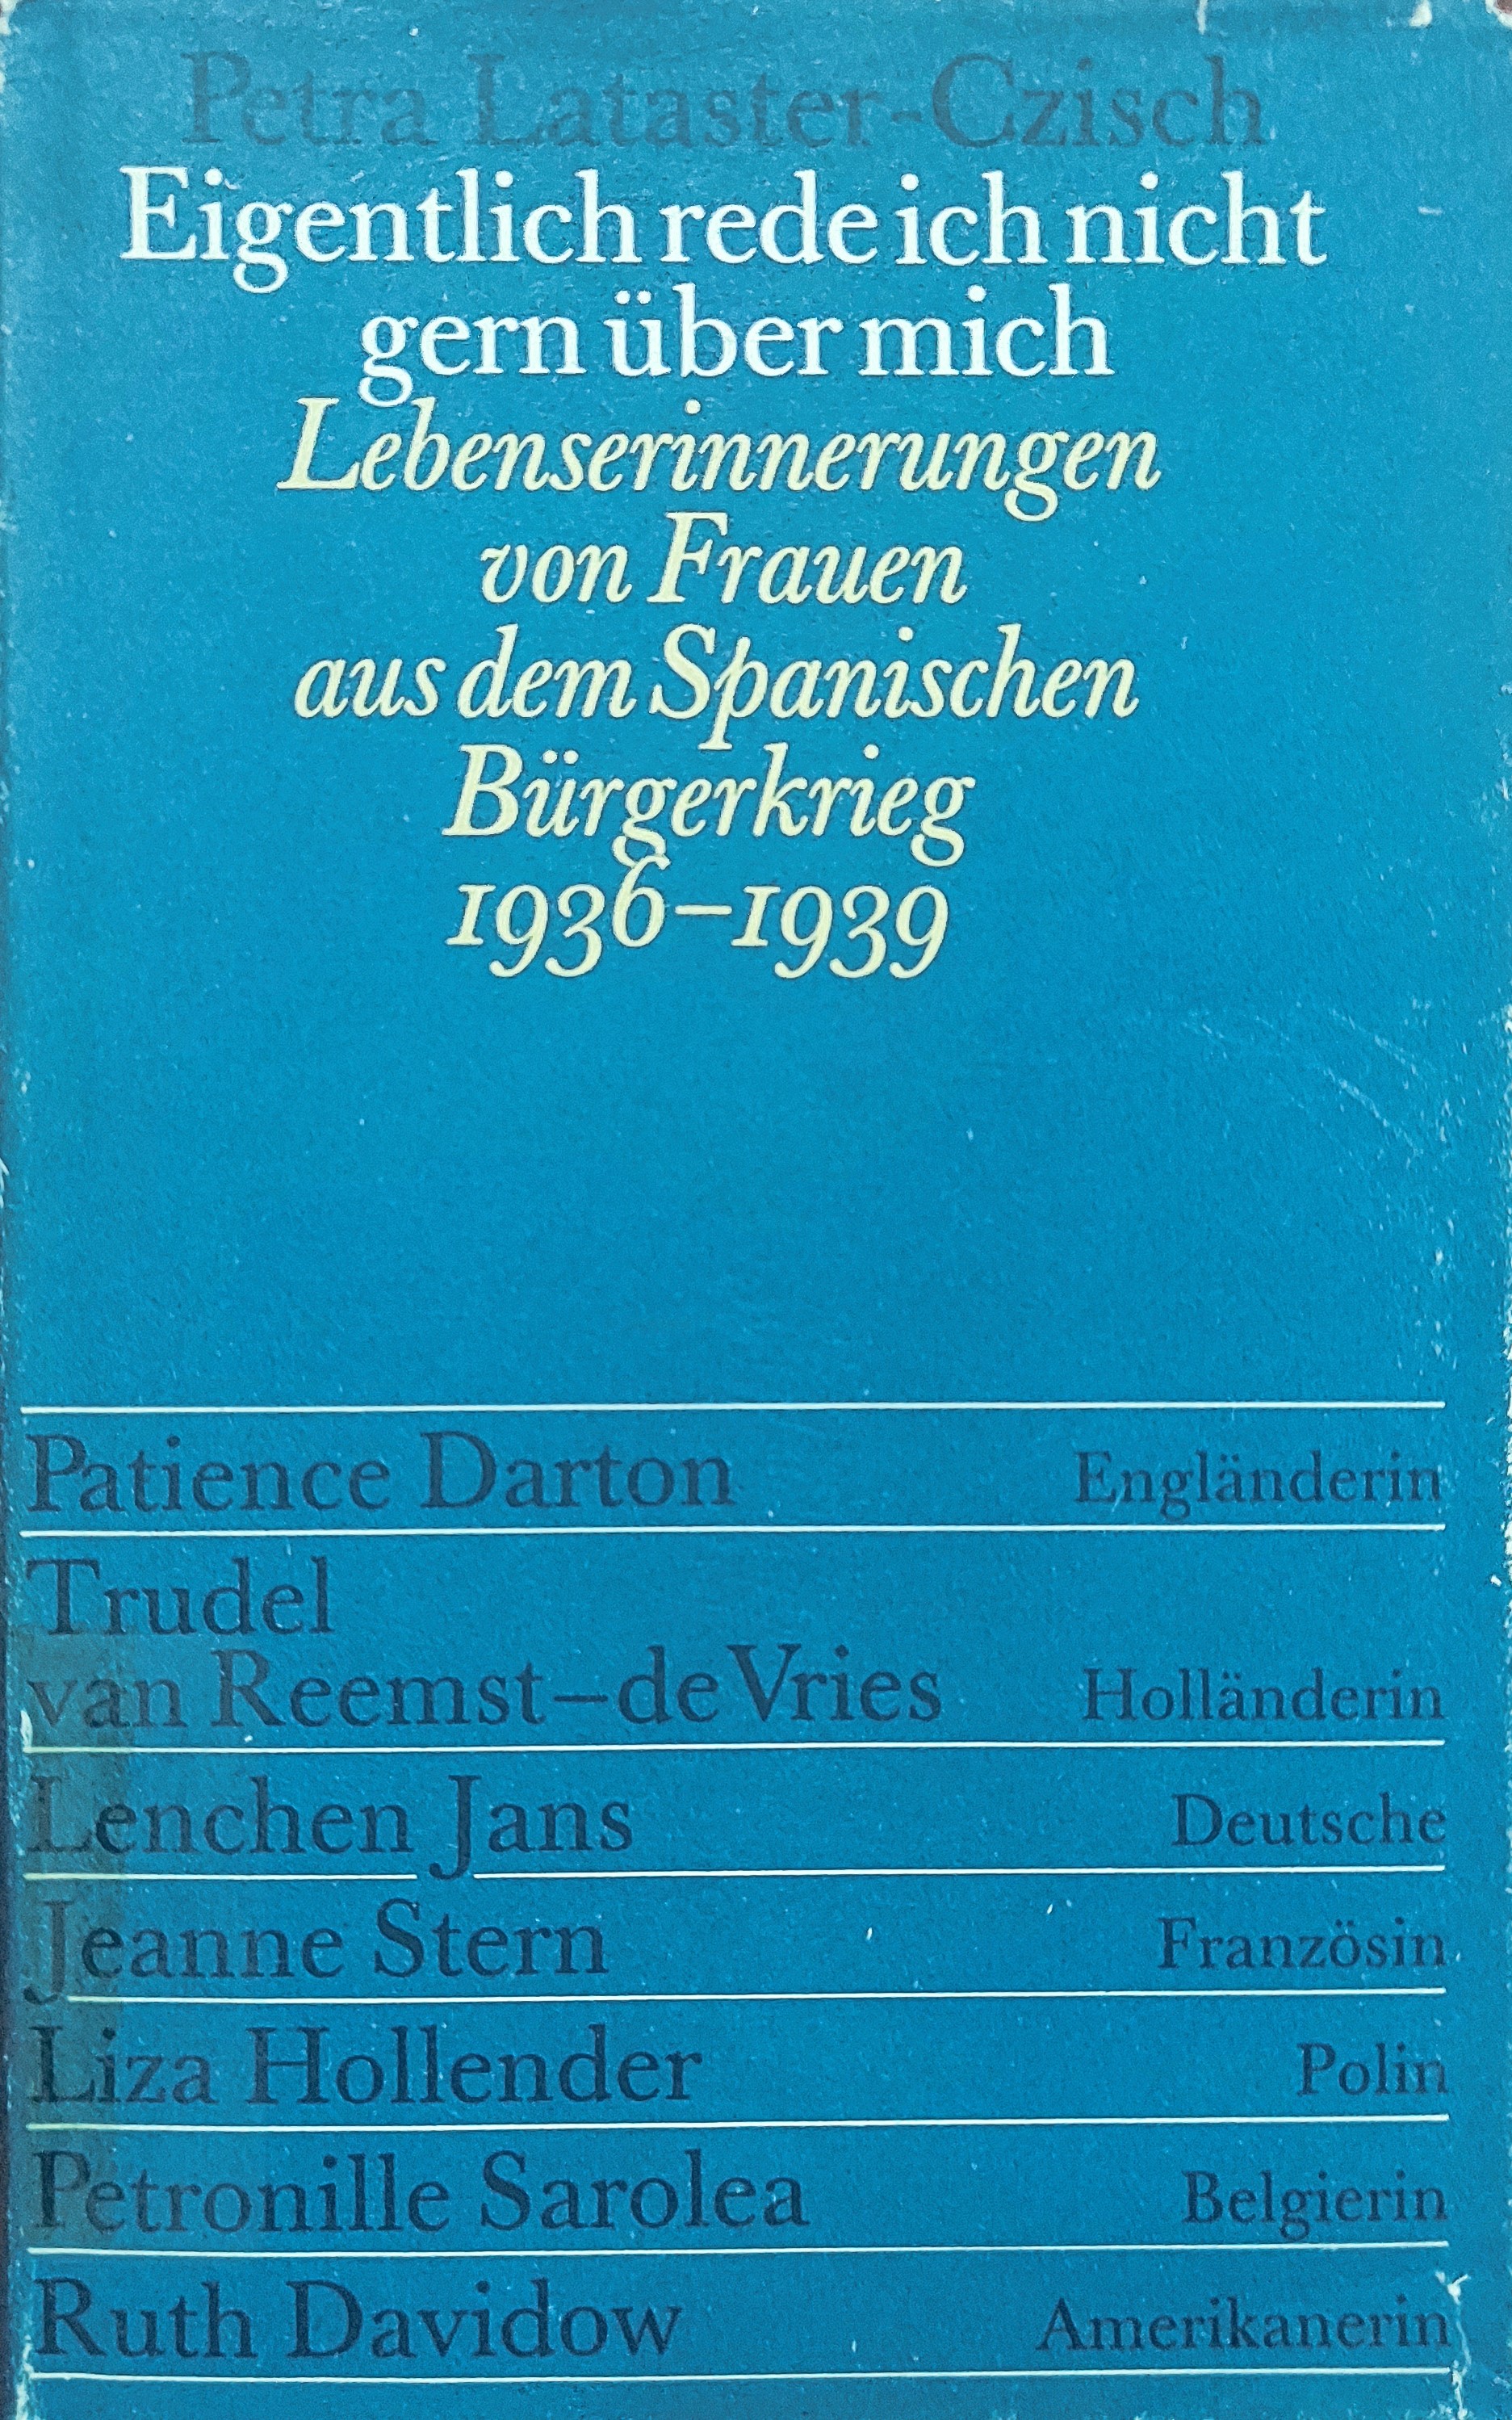 Petra Lataster-Czisch
Eigentlich rede ich nicht
gern über mich
Lebenserinnerungen
von Frauen
aus dem Spanischen
Bürgerkrieg
1936–1939
Patience Darton Engländerin
Trudel
van Reemst–de Vries Holländerin
Lenchen Jans Deutsche
Jeanne Stern Französin
Liza Hollender Polin
Petronille Sarolea Belgierin
Ruth Davidow Amerikanerin